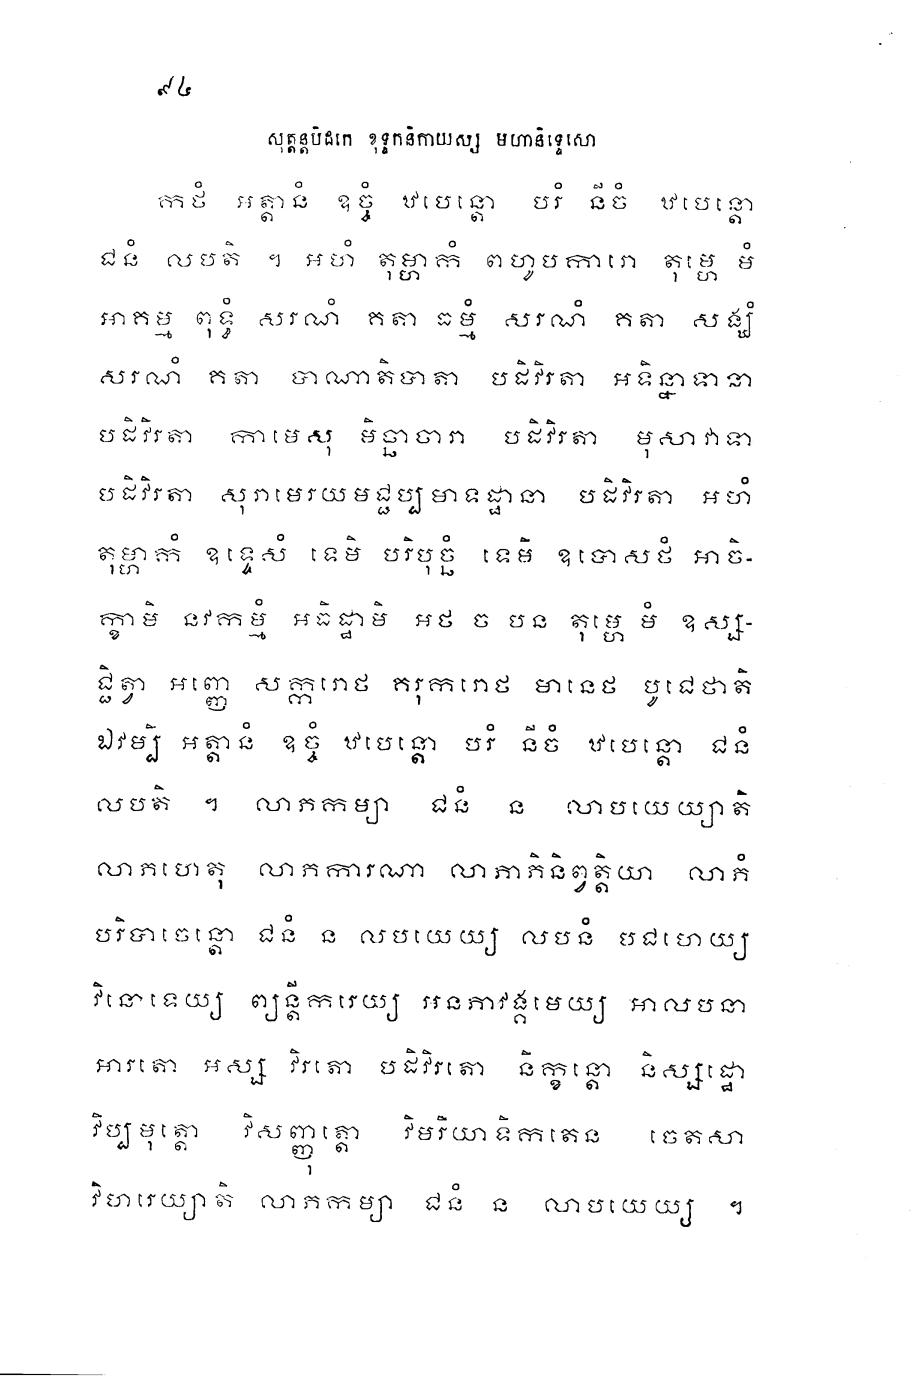 ៩៤
សុត្តន្តបិដកេ ខុទ្ទកនិកាយស្ស មហានិទ្ទេសោ
កថំ អត្តានំ ឧច្ចំ ឋបេន្តោ បរំ នីចំ ឋបេន្តោ
ជនំ លបតិ ។ អហំ តុម្ហាកំ ពហូបការោ តុម្ហេ មំ
អាគម្ម ពុទ្ធំ សរណំ គតា ធម្មំ សរណំ គតា សង្ឃំ
សរណំ គតា បាណាតិបាតា បដិវិរតា អទិន្នាទានា
បដិវិរតា កាមេសុ មិច្ឆាចារា បដិវិរតា មុសាវាទា
បដិវិរតា សុរាមេរយមជ្ជប្បមាទដ្ឋានា បដិវិរតា អហំ
តុម្ហាកំ ឧទ្ទេសំ ទេមិ បរិបុច្ឆំ ទេមិ ឧបោសថំ អាចិ-
ក្ខាមិ នវកម្មំ អធិដ្ឋាមិ អថ ច បន តុម្ហេ មំ ឧស្ស-
ជ្ជិត្វា អញ្ញេ សក្ករោថ គរុករោថ មានេថ បូជេថាតិ
ឯវម្បិ អត្តានំ ឧច្ចំ ឋបេន្តោ បរំ នីចំ ឋបេន្តោ ជនំ
លបតិ ។ លាភកម្យា ជនំ ន លាបយេយ្យាតិ
លាភហេតុ លាភការណា លាភាភិនិព្វត្តិយា លាភំ
បរិបាចេន្តោ ជនំ ន លបយេយ្យ លបនំ បជហេយ្យ
វិនោទេយ្យ ព្យន្តីករេយ្យ អនភាវង្គមេយ្យ អាលបនា
អារតោ អស្ស វិរតោ បដិវិរតោ និក្ខន្តោ និស្សដ្ឋោ
វិប្បមុត្តោ វិសញ្ញុត្តោ វិមរិយាទិកតេន ចេតសា
វិហរេយ្យាតិ លាភកម្យា ជនំ ន លាបយេយ្យ ។